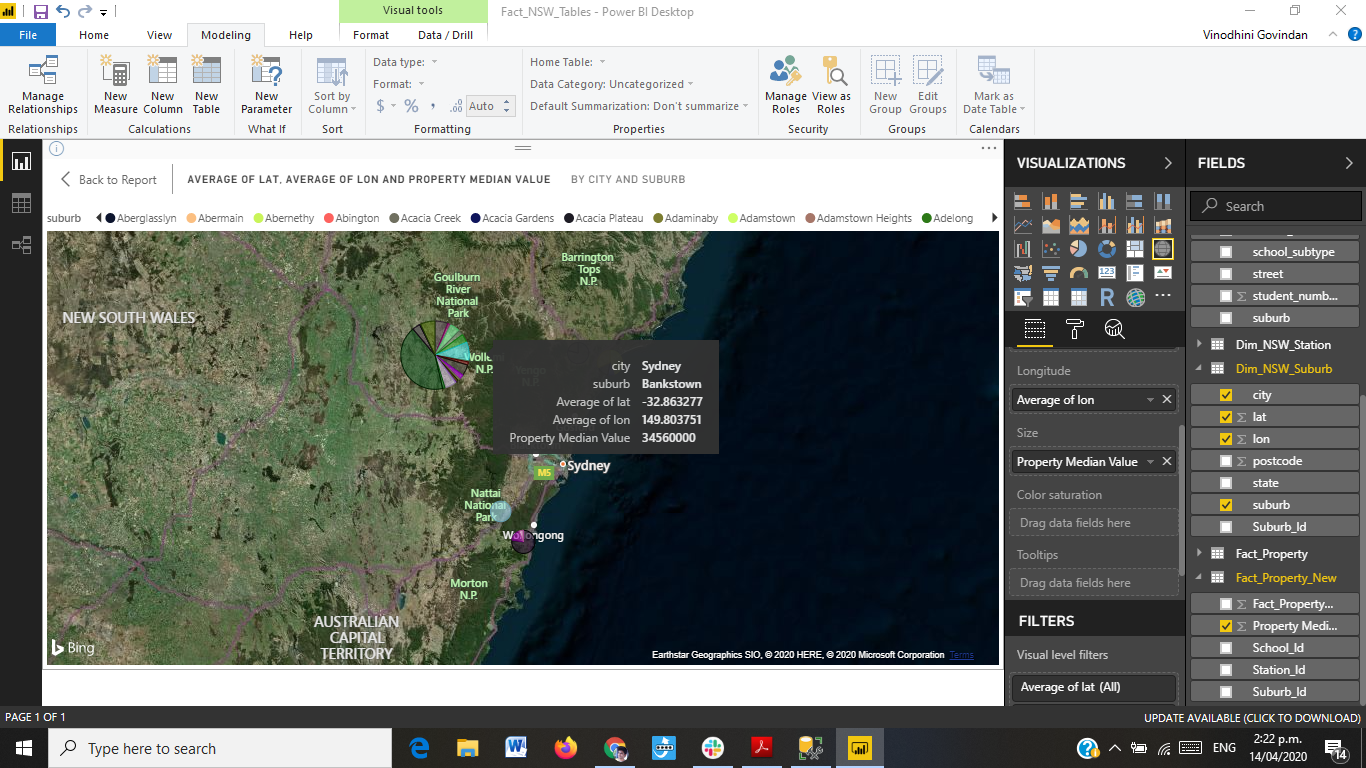 Visual tools
Fact_NSW_Tables - Power BI Desktop
File Home View Modeling Help Format Data / Drill
Vinodhini Govindan
Manage Relationships
New Measure
New Column
New Table
New Parameter
Sort by Column
Data type:
Format:
$ % , .00 Auto
Home Table:
Data Category: Uncategorized
Default Summarization: Don't summarize
Manage Roles
View as Roles
New Group
Edit Groups
Mark as Date Table
Relationships Calculations What If Sort Formatting Properties Security Groups Calendars
Back to Report
AVERAGE OF LAT, AVERAGE OF LON AND PROPERTY MEDIAN VALUE BY CITY AND SUBURB
suburb Aberglasslyn Abermain Abernethy Abington Acacia Creek Acacia Gardens Acacia Plateau Adaminaby Adamstown Adamstown Heights Adelong
Barrington Tops N.P.
Goulburn River National Park
NEW SOUTH WALES
city Sydney
suburb Bankstown
Average of lat -32.863277
Average of lon 149.803751
Property Median Value 34560000
Sydney
M5
Nattai National Park
Morton N.P.
AUSTRALIAN CAPITAL TERRITORY
Bing
Earthstar Geographics SIO, © 2020 HERE, © 2020 Microsoft Corporation Terms
VISUALIZATIONS
123
R
Longitude
Average of lon
Size
Property Median Value
Color saturation
Drag data fields here
Tooltips
Drag data fields here
FILTERS
Visual level filters
Average of lat (All)
FIELDS
Search
school_subtype
street
student_numb...
suburb
Dim_NSW_Station
Dim_NSW_Suburb
city
lat
lon
postcode
state
suburb
Suburb_Id
Fact_Property
Fact_Property_New
Fact_Property...
Property Medi...
School_Id
Station_Id
Suburb_Id
PAGE 1 OF 1
UPDATE AVAILABLE (CLICK TO DOWNLOAD)
Type here to search
ENG
2:22 p.m.
14/04/2020
14